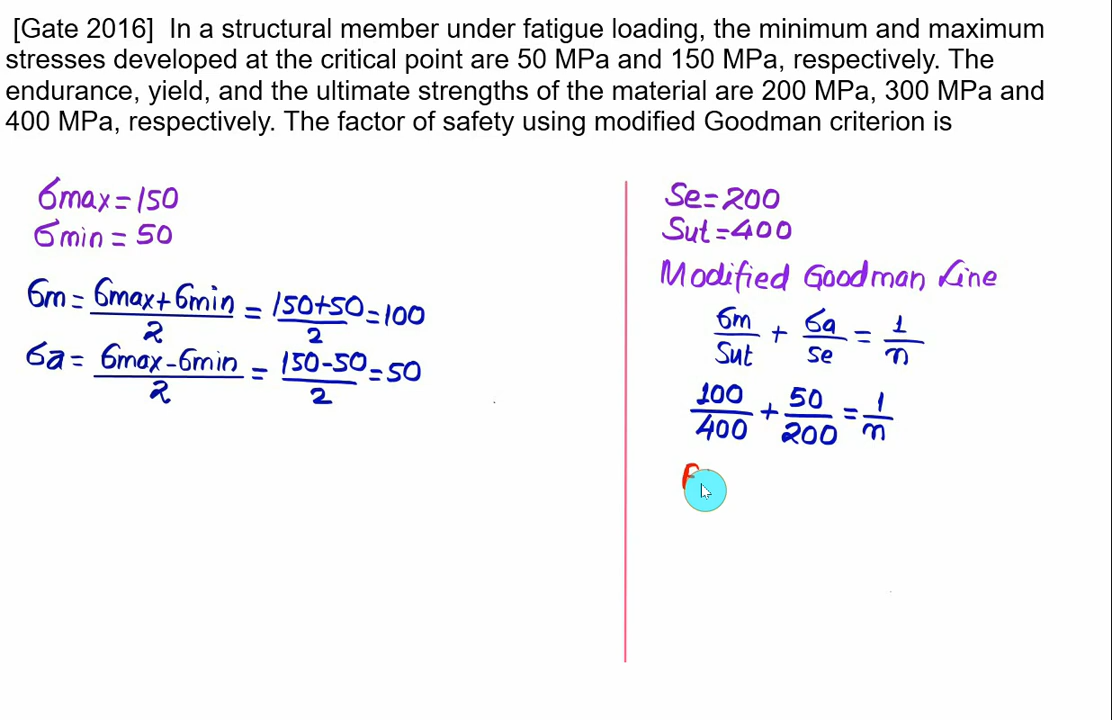 [Gate 2016] In a structural member under fatigue loading, the minimum and maximum
stresses developed at the critical point are 50 MPa and 150 MPa, respectively. The
endurance, yield, and the ultimate strengths of the material are 200 MPa, 300 MPa and
400 MPa, respectively. The factor of safety using modified Goodman criterion is
σmax = 150
σmin = 50
σm = (σmax + σmin)/2 = (150+50)/2 = 100
σa = (σmax - σmin)/2 = (150-50)/2 = 50
Se = 200
Sut = 400
Modified Goodman Line
σm/Sut + σa/Se = 1/n
100/400 + 50/200 = 1/n